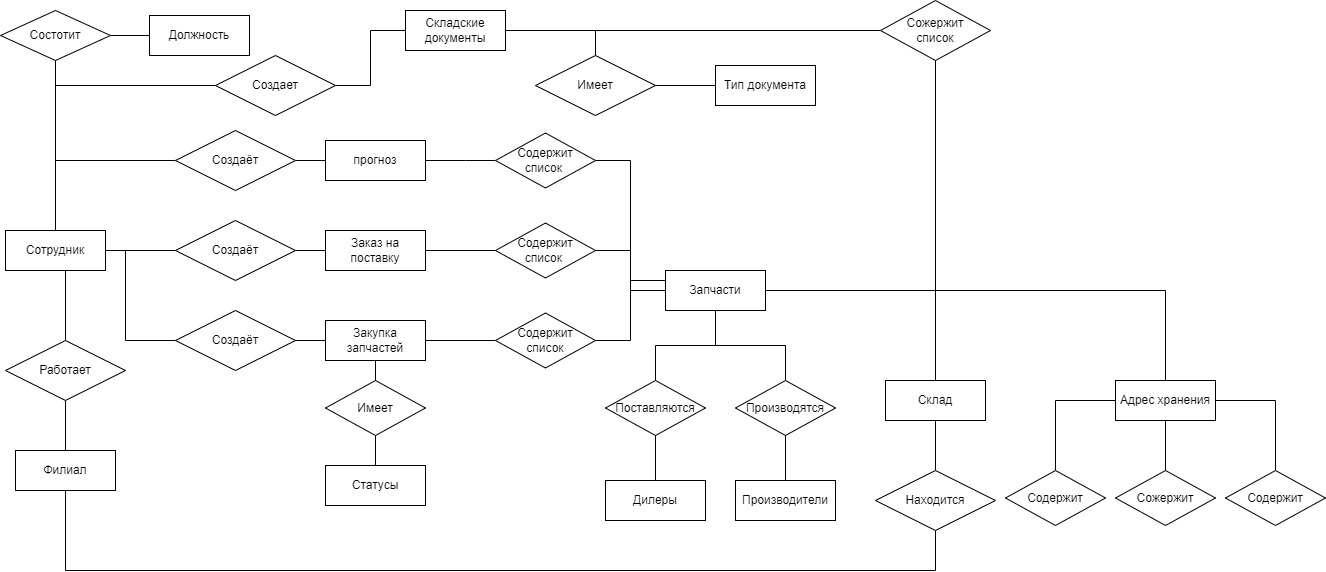 Состотит
Должность
Складские
документы
Сожержит
список
Создает
Имеет
Тип документа
Создаёт
прогноз
Содержит
список
Сотрудник
Создаёт
Заказ на
поставку
Содержит
список
Запчасти
Создаёт
Закупка
запчастей
Содержит
список
Работает
Имеет
Поставляются
Производятся
Склад
Адрес хранения
Филиал
Статусы
Дилеры
Производители
Находится
Содержит
Сожержит
Содержит